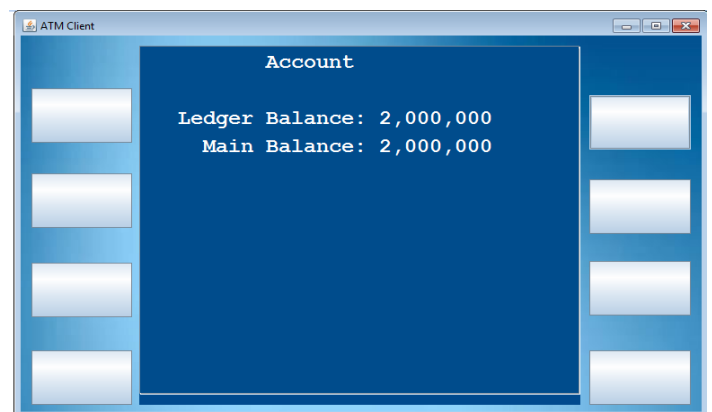 ATM Client
Account
Ledger Balance: 2,000,000
Main Balance: 2,000,000